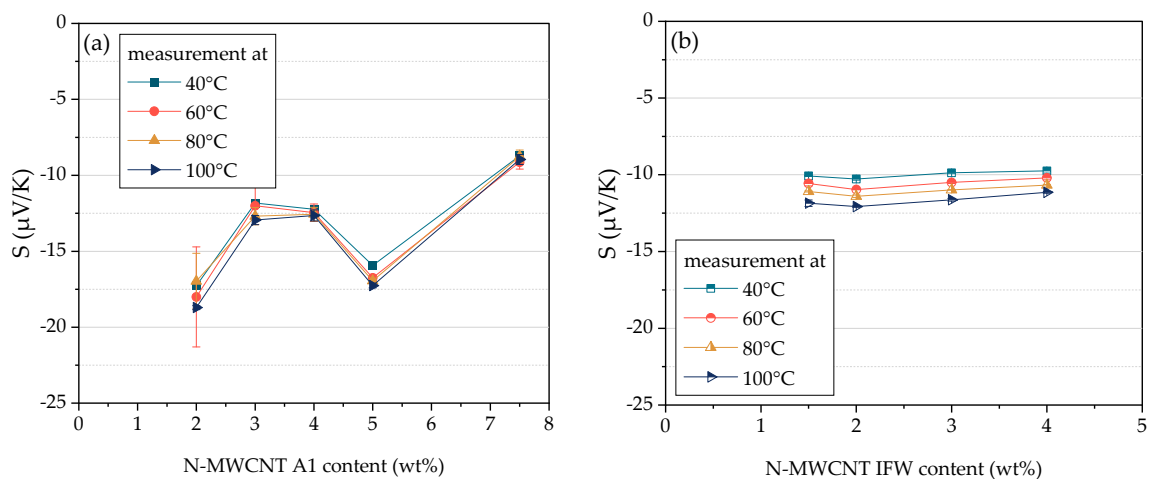 (a)
measurement at
40°C
60°C
80°C
100°C
0
-5
-10
-15
-20
-25
S (µV/K)
0 1 2 3 4 5 6 7 8
N-MWCNT A1 content (wt%)
(b)
measurement at
40°C
60°C
80°C
100°C
0
-5
-10
-15
-20
-25
S (µV/K)
0 1 2 3 4 5
N-MWCNT IFW content (wt%)